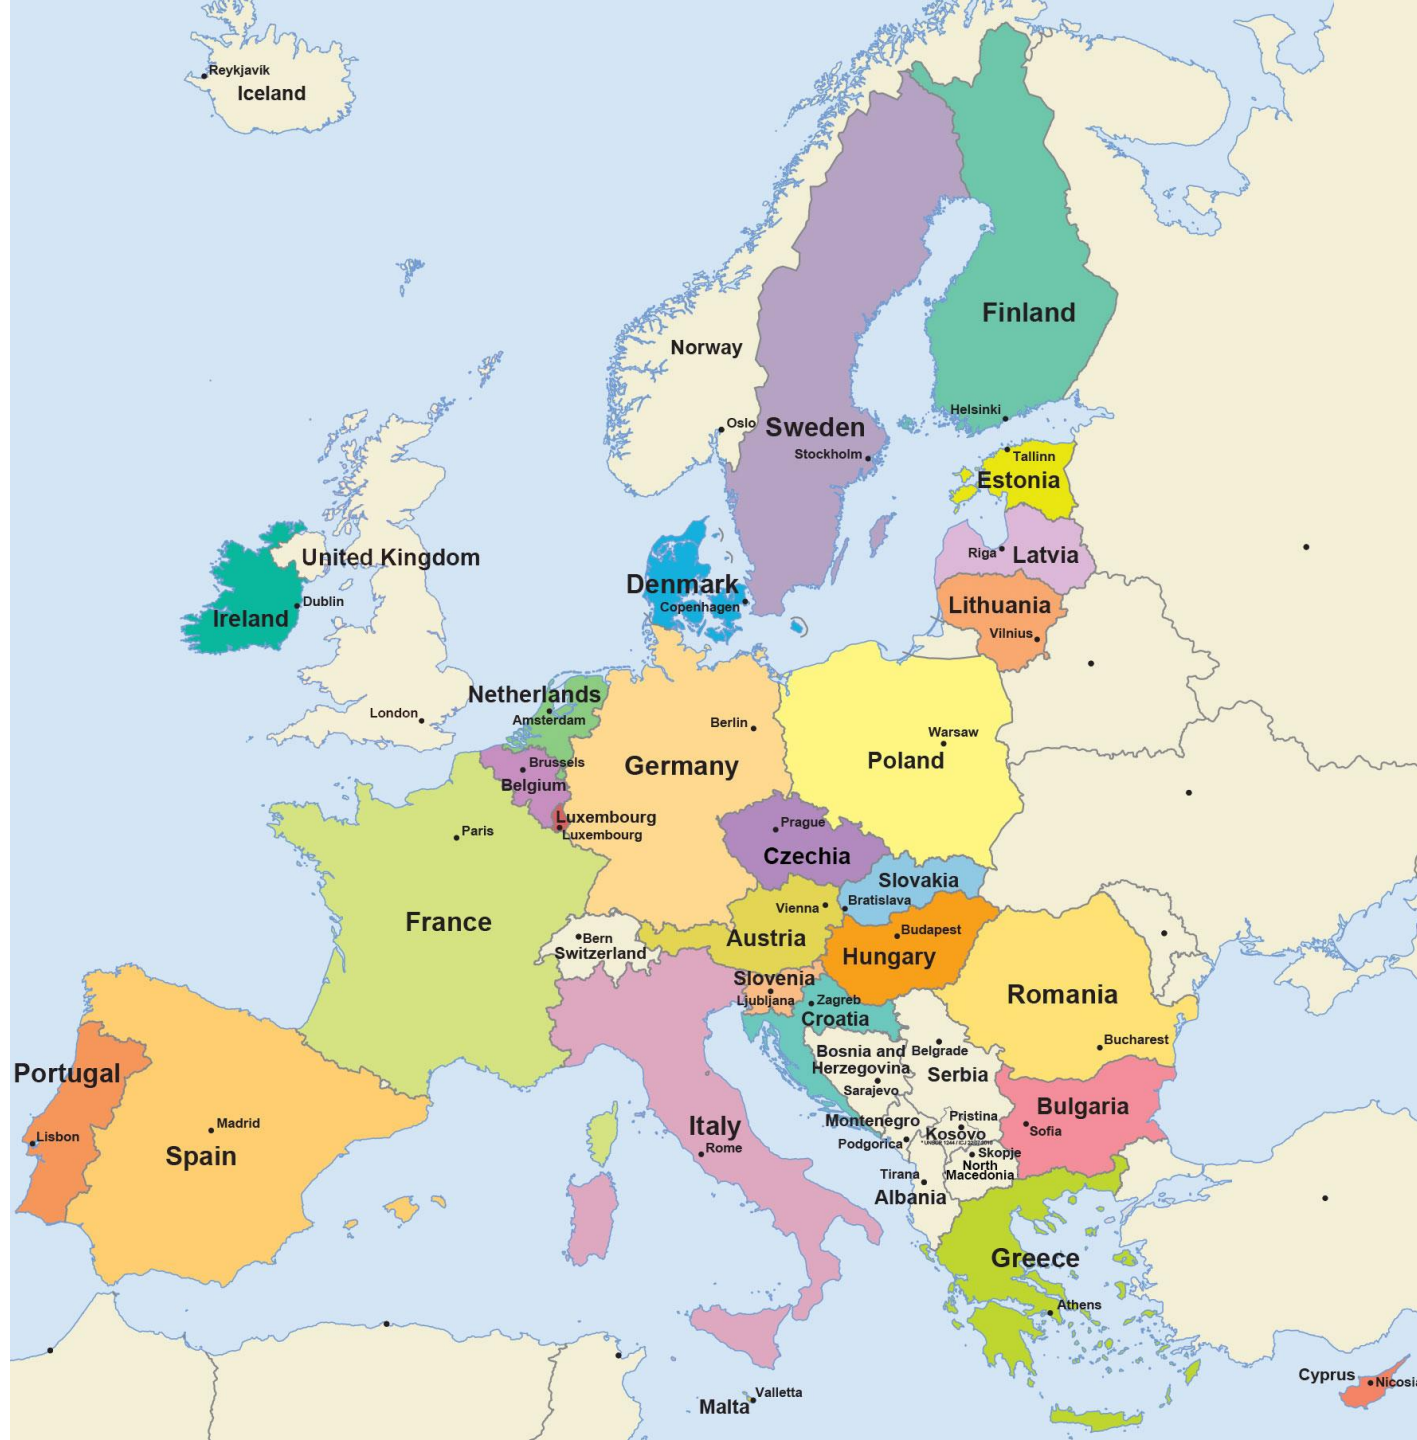 Reykjavík
Iceland
Finland
Norway
Helsinki
Oslo
Sweden
Stockholm
Tallinn
Estonia
Riga
Latvia
United Kingdom
Denmark
Copenhagen
Dublin
Ireland
Lithuania
Vilnius
Netherlands
Amsterdam
London
Berlin
Warsaw
Poland
Germany
Brussels
Belgium
Luxembourg
Luxembourg
Paris
Prague
Czechia
Slovakia
Bratislava
Vienna
France
Austria
Budapest
Hungary
Bern
Switzerland
Slovenia
Ljubljana
Zagreb
Croatia
Romania
Bucharest
Bosnia and
Herzegovina
Sarajevo
Belgrade
Serbia
Portugal
Lisbon
Madrid
Spain
Italy
Rome
Montenegro
Podgorica
Pristina
Kosovo
Bulgaria
Sofia
Skopje
North
Macedonia
Tirana
Albania
Greece
Athens
Cyprus
Nicosia
Valletta
Malta